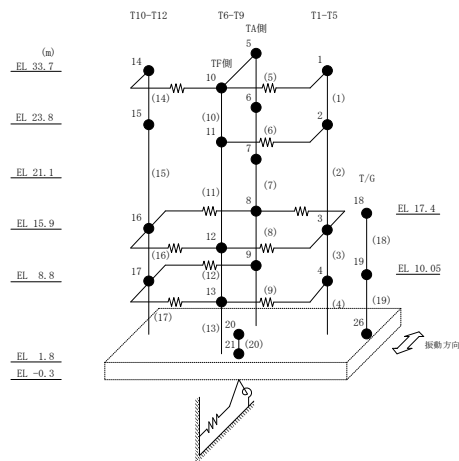 T10-T12 T6-T9 T1-T5
TA側
(m) 5
EL 33.7 14 TF側 1
10 (5)
(14) (10) 6 (1)
EL 23.8 15 2
11 (6)
7
EL 21.1 (15) (7) (2) T/G
(11) 8 18 EL 17.4
EL 15.9 16 3
12 (8) (18)
(16) (12) 9 (3)
EL 8.8 17 4 19 EL 10.05
13 (9)
(17) (4) (19)
(13) 20 26
EL 1.8 21 (20) 振動方向
EL -0.3